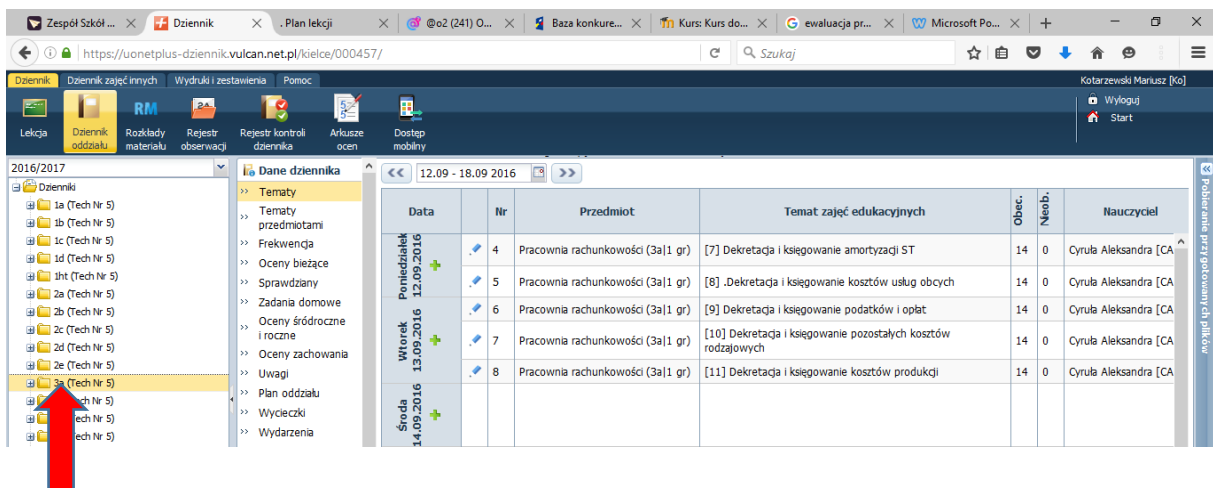 Zespół Szkół ...
Dziennik
. Plan lekcji
@o2 (241) O...
Baza konkure...
Kurs: Kurs do...
ewaluacja pr...
Microsoft Po...
https://uonetplus-dziennik.vulcan.net.pl/kielce/000457/
Szukaj
Dziennik
Dziennik zajęć innych
Wydruki i zestawienia
Pomoc
Kotarzewski Mariusz [Ko]
Lekcja
Dziennik
oddziału
RM
Rozkłady
materiału
Rejestr
obserwacji
Rejestr kontroli
dziennika
Arkusze
ocen
Dostęp
mobilny
Wyloguj
Start
2016/2017
Dzienniki
1a (Tech Nr 5)
1b (Tech Nr 5)
1c (Tech Nr 5)
1d (Tech Nr 5)
1ht (Tech Nr 5)
2a (Tech Nr 5)
2b (Tech Nr 5)
2c (Tech Nr 5)
2d (Tech Nr 5)
2e (Tech Nr 5)
3a (Tech Nr 5)
ech Nr 5)
ech Nr 5)
ech Nr 5)
Dane dziennika
Tematy
Tematy
przedmiotami
Frekwencja
Oceny bieżące
Sprawdziany
Zadania domowe
Oceny śródroczne
i roczne
Oceny zachowania
Uwagi
Plan oddziału
Wycieczki
Wydarzenia
12.09 - 18.09 2016
Data Nr Przedmiot Temat zajęć edukacyjnych Obec. Nieob. Nauczyciel
Poniedziałek
12.09.2016
4 Pracownia rachunkowości (3a|1 gr) [7] Dekretacja i księgowanie amortyzacji ST 14 0 Cyruła Aleksandra [CA
5 Pracownia rachunkowości (3a|1 gr) [8] .Dekretacja i księgowanie kosztów usług obcych 14 0 Cyruła Aleksandra [CA
Wtorek
13.09.2016
6 Pracownia rachunkowości (3a|1 gr) [9] Dekretacja i księgowanie podatków i opłat 14 0 Cyruła Aleksandra [CA
7 Pracownia rachunkowości (3a|1 gr) [10] Dekretacja i księgowanie pozostałych kosztów
rodzajowych 14 0 Cyruła Aleksandra [CA
8 Pracownia rachunkowości (3a|1 gr) [11] Dekretacja i księgowanie kosztów produkcji 14 0 Cyruła Aleksandra [CA
Środa
14.09.2016
Pobieranie przygotowanych plików